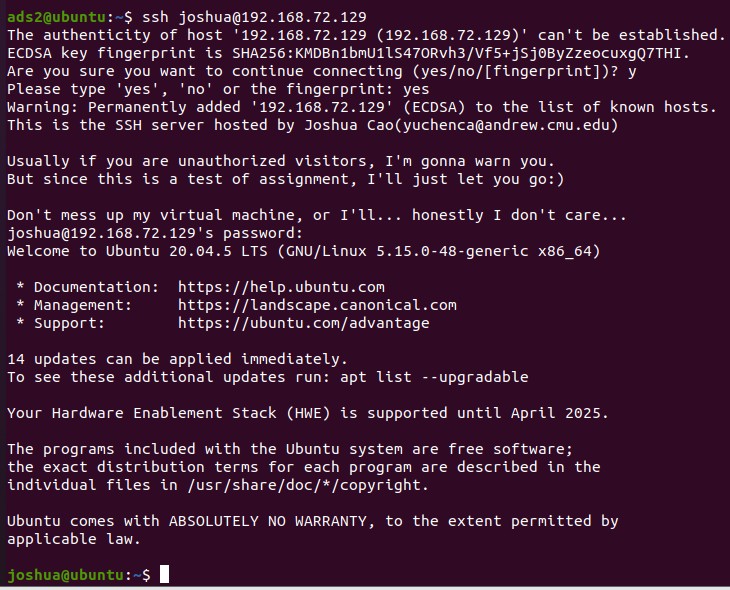 ads2@ubuntu:~$ ssh joshua@192.168.72.129
The authenticity of host '192.168.72.129 (192.168.72.129)' can't be established.
ECDSA key fingerprint is SHA256:KMDBn1bmU1lS47ORvh3/Vf5+jSj0ByZzeocuxgQ7THI.
Are you sure you want to continue connecting (yes/no/[fingerprint])? y
Please type 'yes', 'no' or the fingerprint: yes
Warning: Permanently added '192.168.72.129' (ECDSA) to the list of known hosts.
This is the SSH server hosted by Joshua Cao(yuchenca@andrew.cmu.edu)
Usually if you are unauthorized visitors, I'm gonna warn you.
But since this is a test of assignment, I'll just let you go:)
Don't mess up my virtual machine, or I'll... honestly I don't care...
joshua@192.168.72.129's password:
Welcome to Ubuntu 20.04.5 LTS (GNU/Linux 5.15.0-48-generic x86_64)
* Documentation:  https://help.ubuntu.com
* Management:     https://landscape.canonical.com
* Support:        https://ubuntu.com/advantage
14 updates can be applied immediately.
To see these additional updates run: apt list --upgradable
Your Hardware Enablement Stack (HWE) is supported until April 2025.
The programs included with the Ubuntu system are free software;
the exact distribution terms for each program are described in the
individual files in /usr/share/doc/*/copyright.
Ubuntu comes with ABSOLUTELY NO WARRANTY, to the extent permitted by
applicable law.
joshua@ubuntu:~$